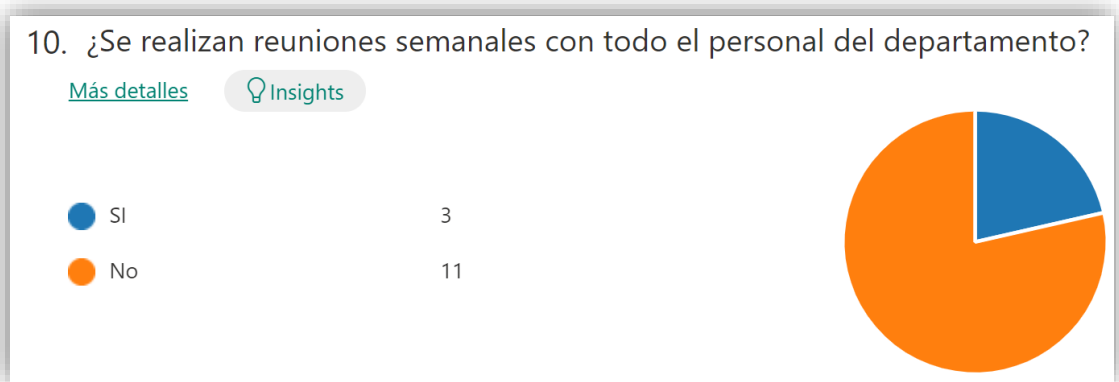 10. ¿Se realizan reuniones semanales con todo el personal del departamento?
Más detalles Insights
SI 3
No 11